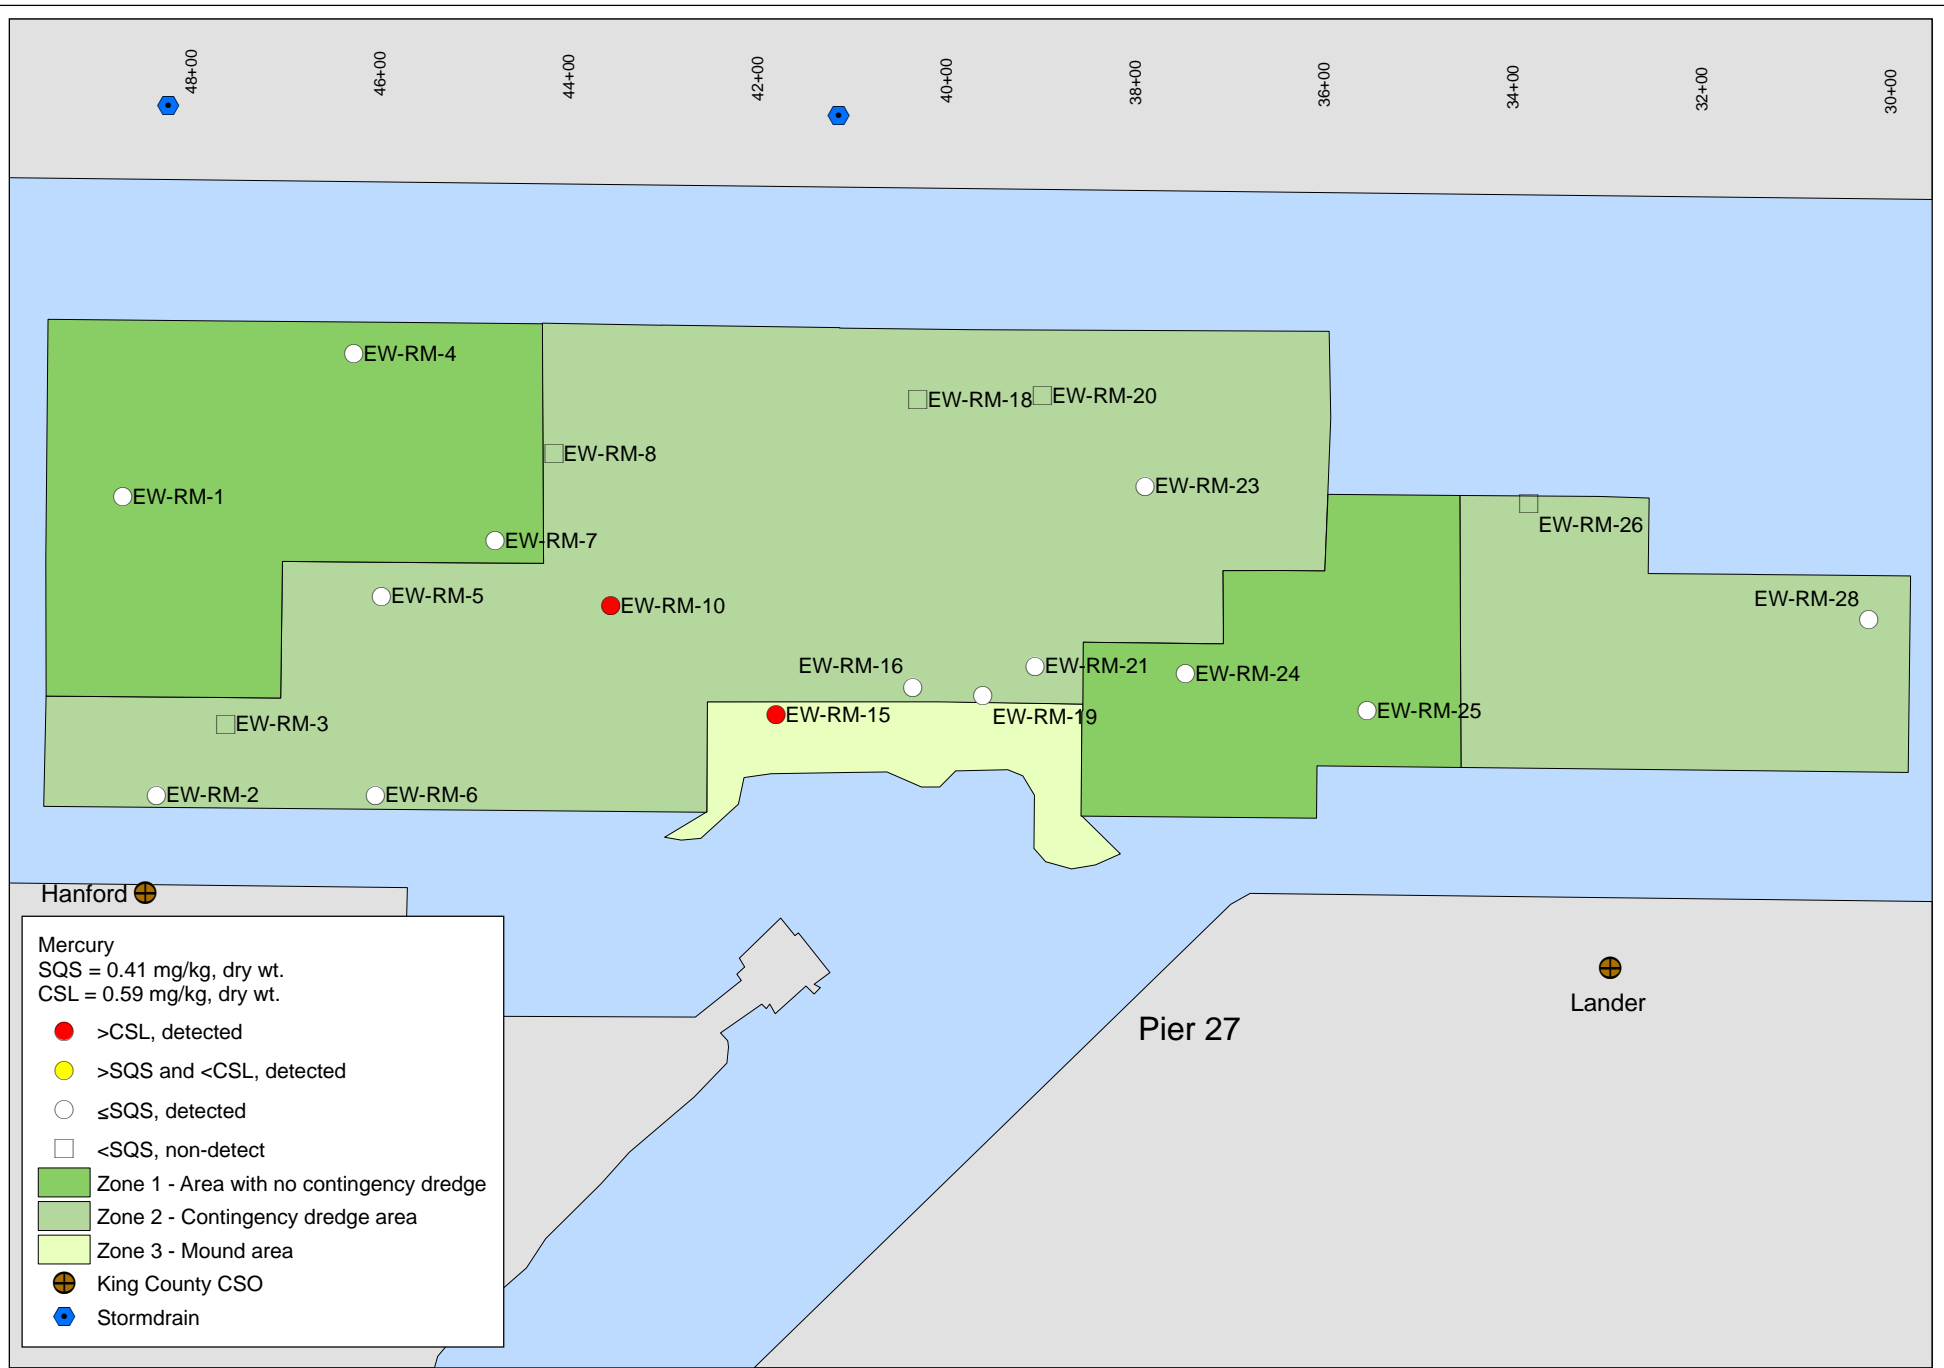 48+00
46+00
44+00
42+00
40+00
38+00
36+00
34+00
32+00
30+00
EW-RM-4
EW-RM-18
EW-RM-20
EW-RM-8
EW-RM-1
EW-RM-23
EW-RM-26
EW-RM-7
EW-RM-5
EW-RM-10
EW-RM-28
EW-RM-16
EW-RM-21
EW-RM-24
EW-RM-3
EW-RM-15
EW-RM-19
EW-RM-25
EW-RM-2
EW-RM-6
Hanford
Mercury
SQS = 0.41 mg/kg, dry wt.
CSL = 0.59 mg/kg, dry wt.
>CSL, detected
>SQS and <CSL, detected
≤SQS, detected
<SQS, non-detect
Zone 1 - Area with no contingency dredge
Zone 2 - Contingency dredge area
Zone 3 - Mound area
King County CSO
Stormdrain
Pier 27
Lander